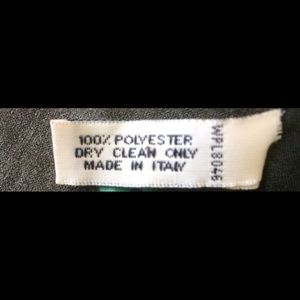 100% POLYESTER
DRY CLEAN ONLY
MADE IN ITALY
WPL8046